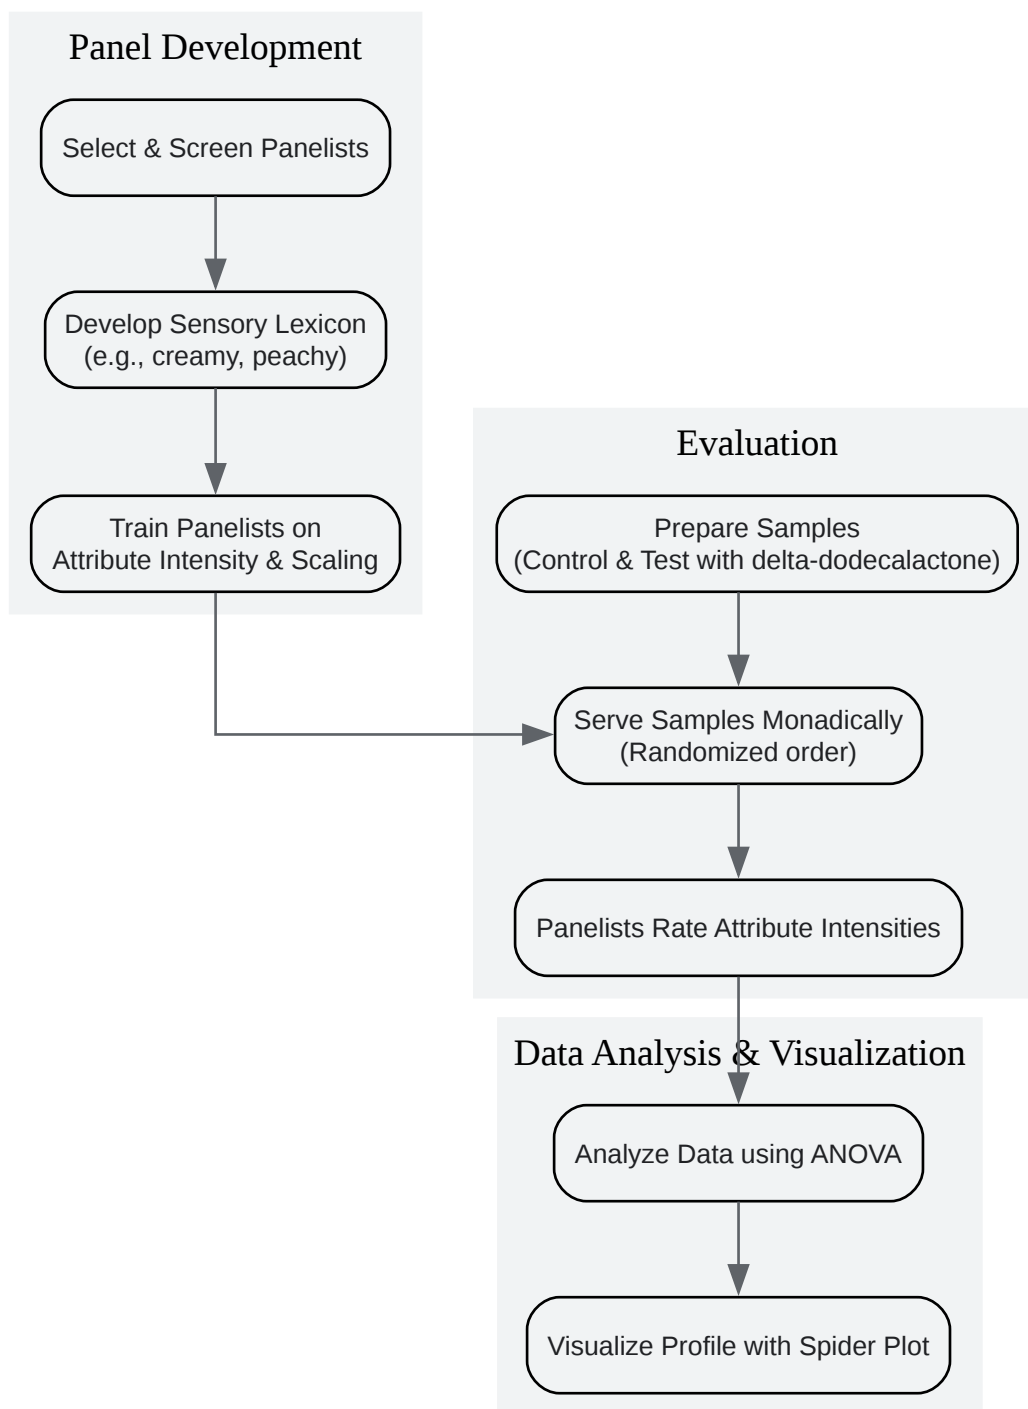 Panel Development
Select & Screen Panelists
Develop Sensory Lexicon
(e.g., creamy, peachy)
Train Panelists on
Attribute Intensity & Scaling
Evaluation
Prepare Samples
(Control & Test with delta-dodecalactone)
Serve Samples Monadically
(Randomized order)
Panelists Rate Attribute Intensities
Data Analysis & Visualization
Analyze Data using ANOVA
Visualize Profile with Spider Plot